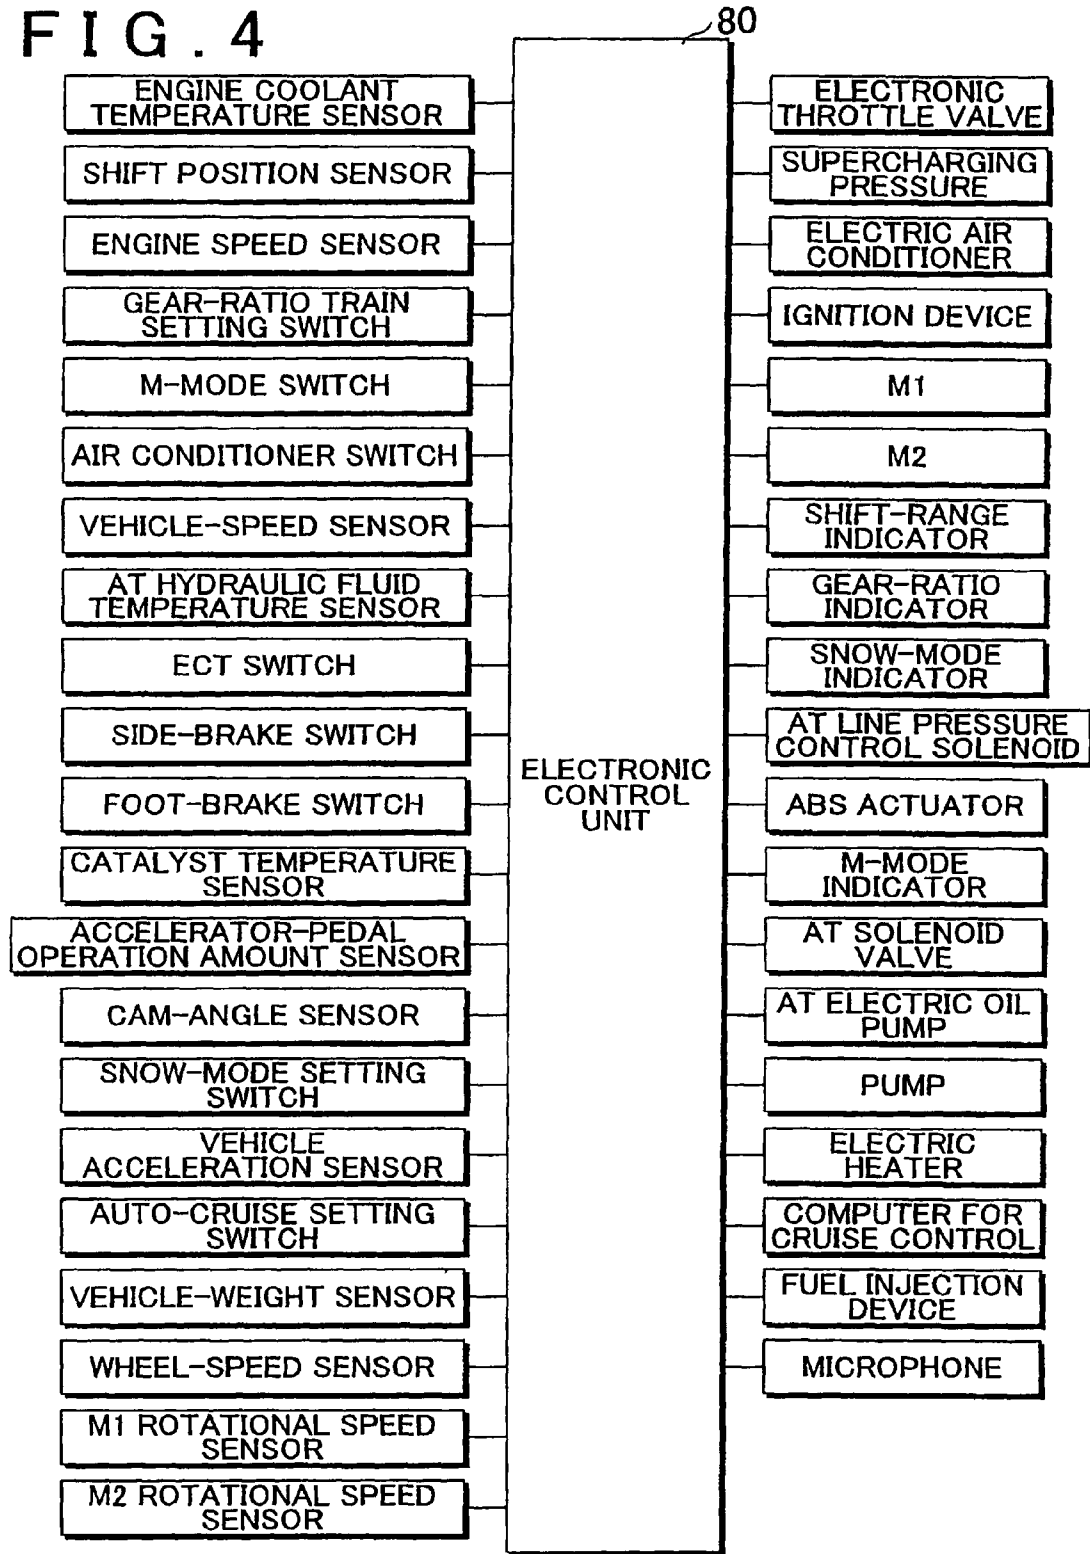 FIG.4
80
ENGINE COOLANT
TEMPERATURE SENSOR
SHIFT POSITION SENSOR
ENGINE SPEED SENSOR
GEAR-RATIO TRAIN
SETTING SWITCH
M-MODE SWITCH
AIR CONDITIONER SWITCH
VEHICLE-SPEED SENSOR
AT HYDRAULIC FLUID
TEMPERATURE SENSOR
ECT SWITCH
SIDE-BRAKE SWITCH
FOOT-BRAKE SWITCH
CATALYST TEMPERATURE
SENSOR
ACCELERATOR-PEDAL
OPERATION AMOUNT SENSOR
CAM-ANGLE SENSOR
SNOW-MODE SETTING
SWITCH
VEHICLE
ACCELERATION SENSOR
AUTO-CRUISE SETTING
SWITCH
VEHICLE-WEIGHT SENSOR
WHEEL-SPEED SENSOR
M1 ROTATIONAL SPEED
SENSOR
M2 ROTATIONAL SPEED
SENSOR
ELECTRONIC
CONTROL
UNIT
ELECTRONIC
THROTTLE VALVE
SUPERCHARGING
PRESSURE
ELECTRIC AIR
CONDITIONER
IGNITION DEVICE
M1
M2
SHIFT-RANGE
INDICATOR
GEAR-RATIO
INDICATOR
SNOW-MODE
INDICATOR
AT LINE PRESSURE
CONTROL SOLENOID
ABS ACTUATOR
M-MODE
INDICATOR
AT SOLENOID
VALVE
AT ELECTRIC OIL
PUMP
PUMP
ELECTRIC
HEATER
COMPUTER FOR
CRUISE CONTROL
FUEL INJECTION
DEVICE
MICROPHONE